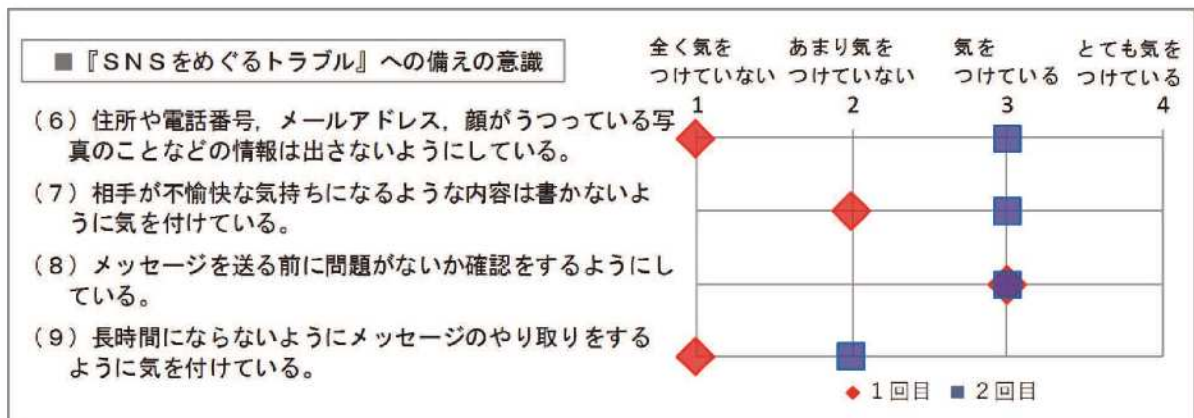 ■『SNSをめぐるトラブル』への備えの意識
全く気を
つけていない
あまり気を
つけていない
気を
つけている
とても気を
つけている
1
2
3
4
(6)住所や電話番号,メールアドレス,顔がうつっている写
真のことなどの情報は出さないようにしている。
(7)相手が不愉快な気持ちになるような内容は書かないよ
うに気を付けている。
(8)メッセージを送る前に問題がないか確認をするようにし
ている。
(9)長時間にならないようにメッセージのやり取りをする
ように気を付けている。
◆ 1回目 ■ 2回目